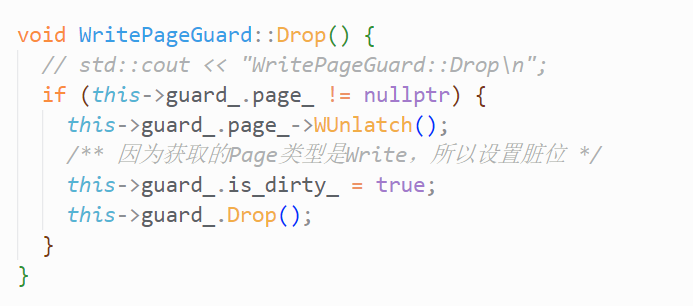 void WritePageGuard::Drop() {
  // std::cout << "WritePageGuard::Drop\n";
  if (this->guard_.page_ != nullptr) {
    this->guard_.page_->WUnlatch();
    /** 因为获取的Page类型是Write，所以设置脏位 */
    this->guard_.is_dirty_ = true;
    this->guard_.Drop();
  }
}